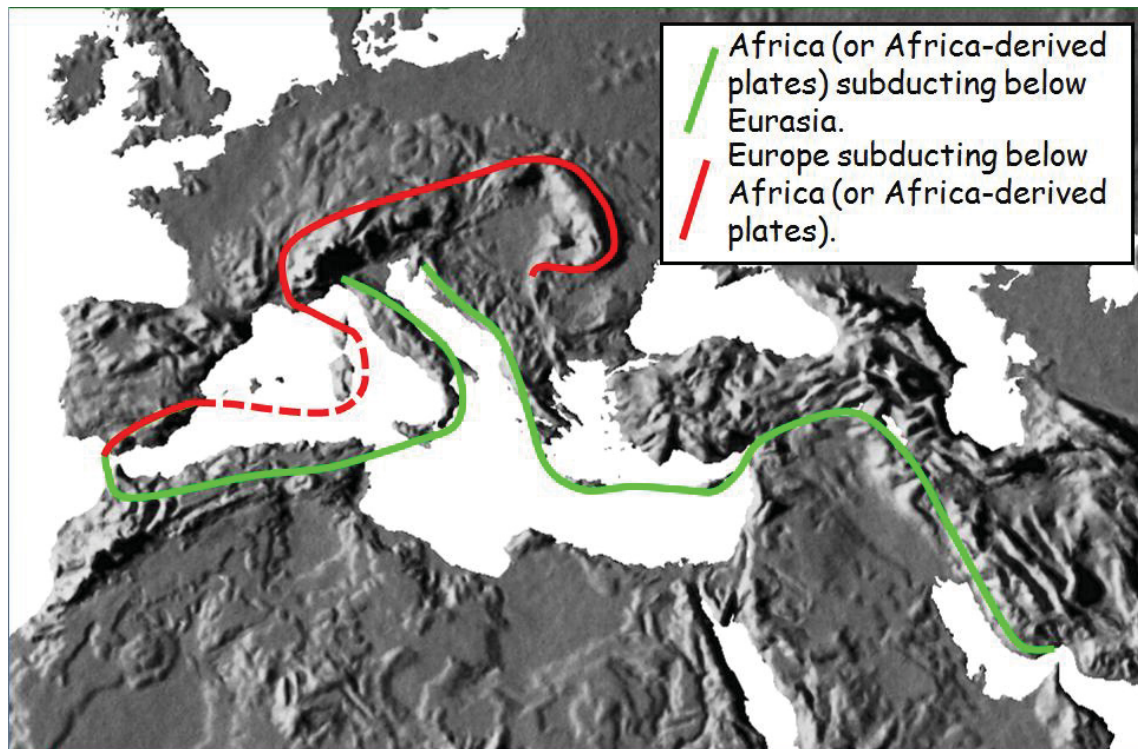 Africa (or Africa-derived
plates) subducting below
Eurasia.
Europe subducting below
Africa (or Africa-derived
plates).